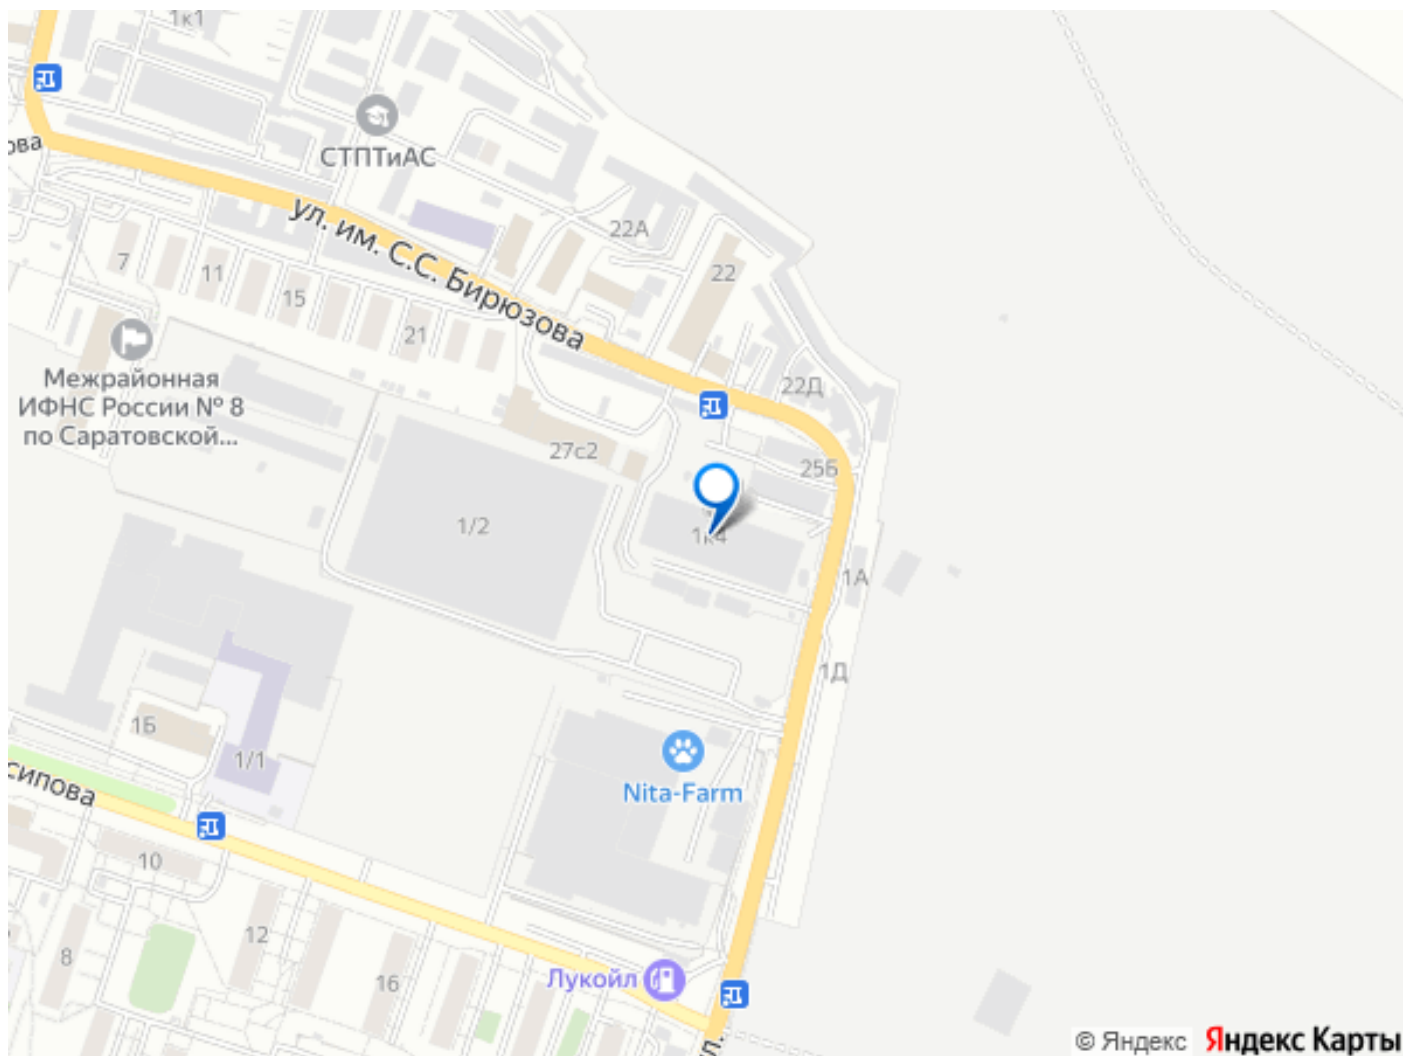 1к1
ова
СТПТиАС
ул. им. С.С. Бирюзова
22А
22
7
11
15
21
Межрайонная
ИФНС России № 8
по Саратовской...
22Д
27с2
25Б
1/2
1к4
1А
1Д
1Б
1/1
Nita-Farm
сипова
10
12
8
16
Лукойл
ул.
© Яндекс Яндекс Карты